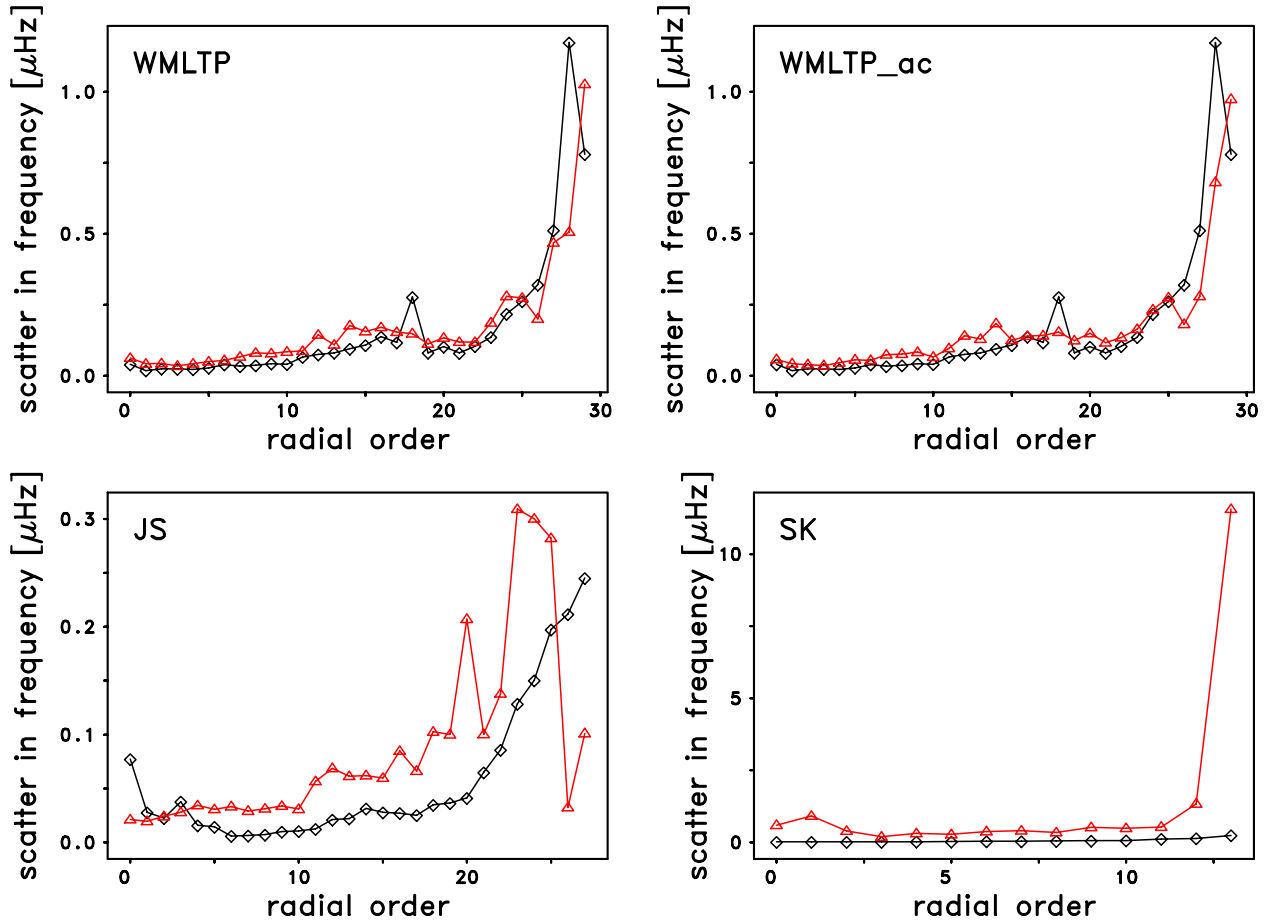 scatter in frequency [μHz]
WMLTP
1.0
0.5
0.0
0 10 20 30
radial order
scatter in frequency [μHz]
WMLTP_ac
1.0
0.5
0.0
0 10 20 30
radial order
scatter in frequency [μHz]
JS
0.3
0.2
0.1
0.0
0 10 20
radial order
scatter in frequency [μHz]
SK
10
5
0
0 5 10
radial order